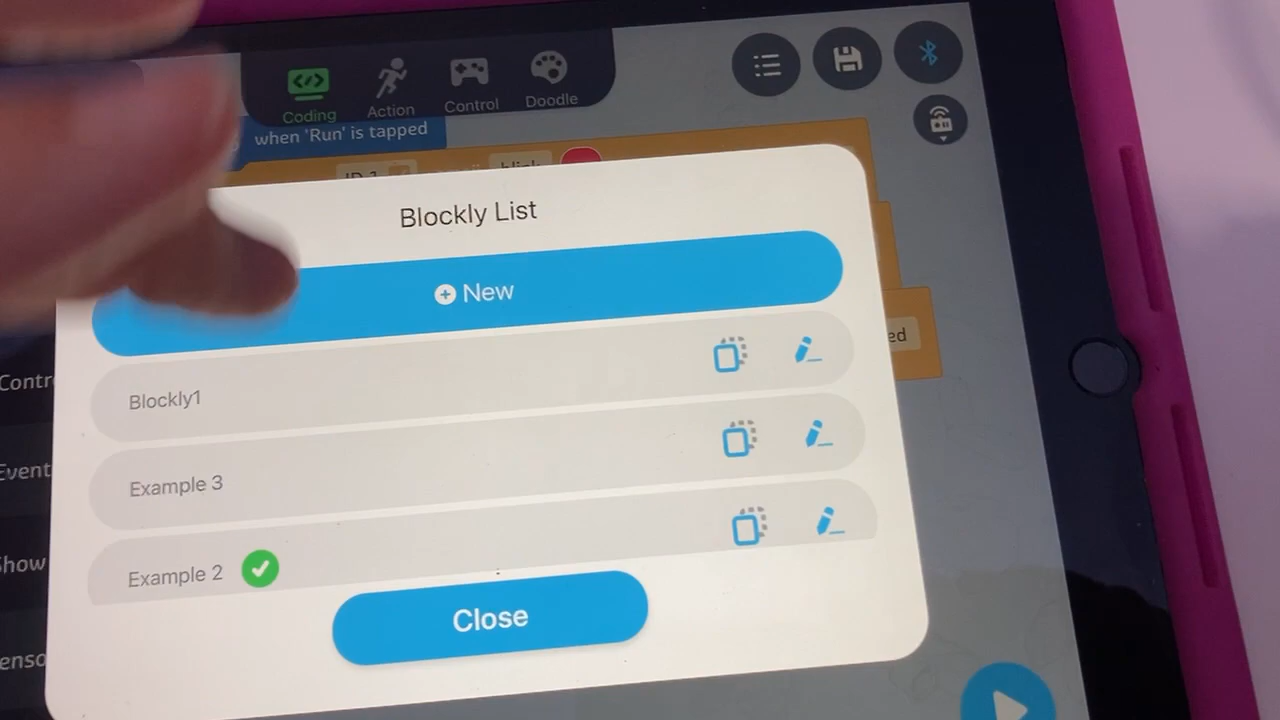 Coding
Action
Control
Doodle
when 'Run' is tapped
Blockly List
New
Blockly1
Example 3
Example 2
Close
Contr
Event
Show
enso
ed